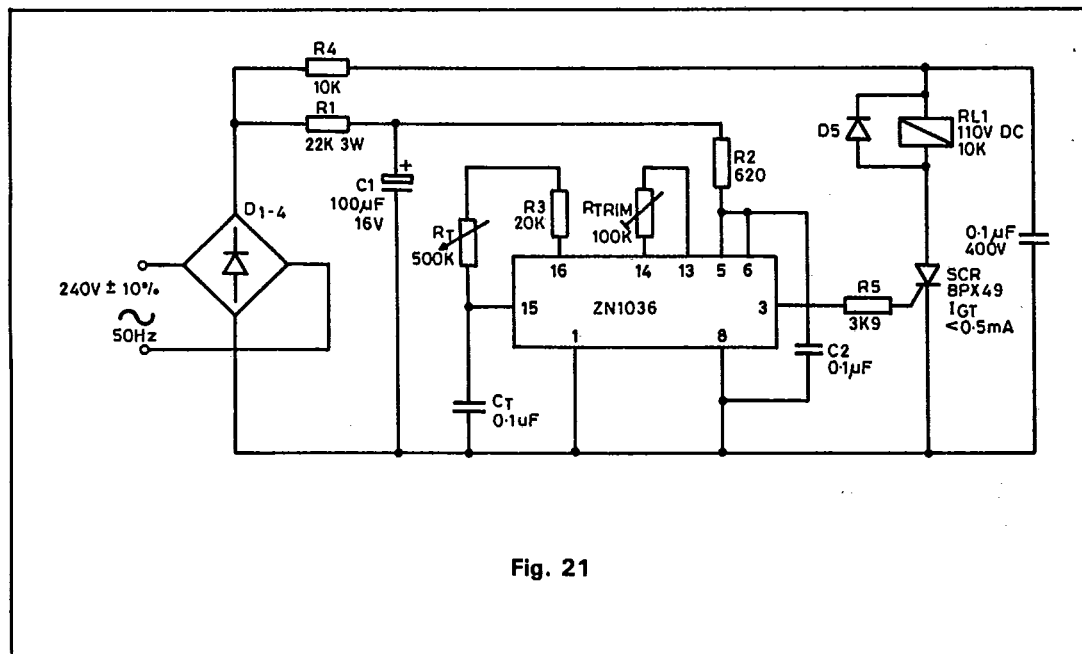 R4
10K
R1
22K 3W
D5
RL1
110V DC
10K
R2
620
C1
+
100µF
16V
D1-4
RT
500K
R3
20K
RTRIM
100K
16
14
13
5
6
0·1µF
400V
240V ± 10%
50Hz
15
ZN1036
3
R5
3K9
SCR
BPX49
IGT
<0·5mA
1
8
C2
0·1µF
CT
0·1uF
Fig. 21